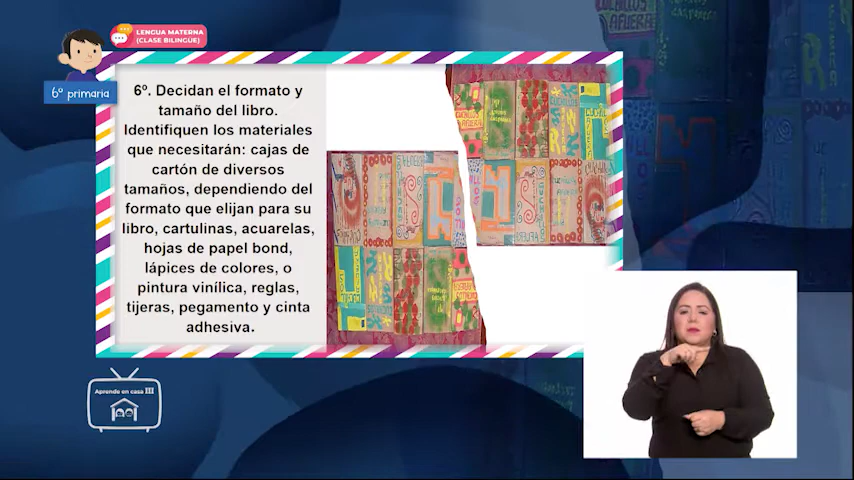 LENGUA MATERNA
(CLASE BILINGÜE)
6º primaria
6º. Decidan el formato y
tamaño del libro.
Identifiquen los materiales
que necesitarán: cajas de
cartón de diversos
tamaños, dependiendo del
formato que elijan para su
libro, cartulinas, acuarelas,
hojas de papel bond,
lápices de colores, o
pintura vinílica, reglas,
tijeras, pegamento y cinta
adhesiva.
Aprende en casa III
AFUERA